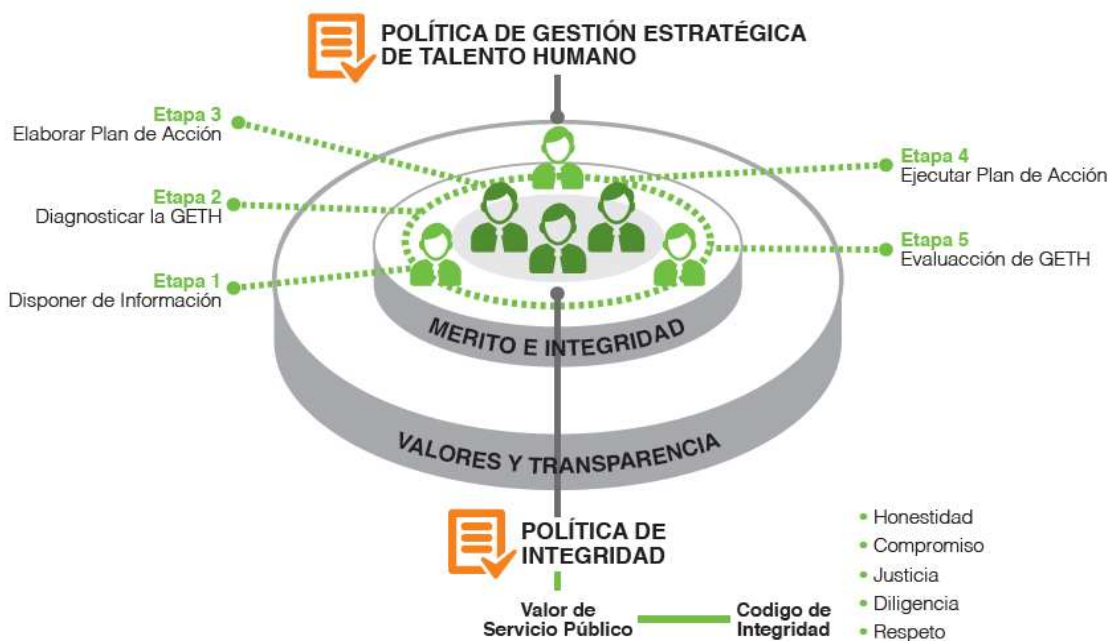 POLÍTICA DE GESTIÓN ESTRATÉGICA
DE TALENTO HUMANO
Etapa 3
Elaborar Plan de Acción
Etapa 2
Diagnosticar la GETH
Etapa 1
Disponer de Información
Etapa 4
Ejecutar Plan de Acción
Etapa 5
Evaluacción de GETH
MERITO E INTEGRIDAD
VALORES Y TRANSPARENCIA
POLÍTICA DE
INTEGRIDAD
Valor de
Servicio Público
Codigo de
Integridad
• Honestidad
• Compromiso
• Justicia
• Diligencia
• Respeto